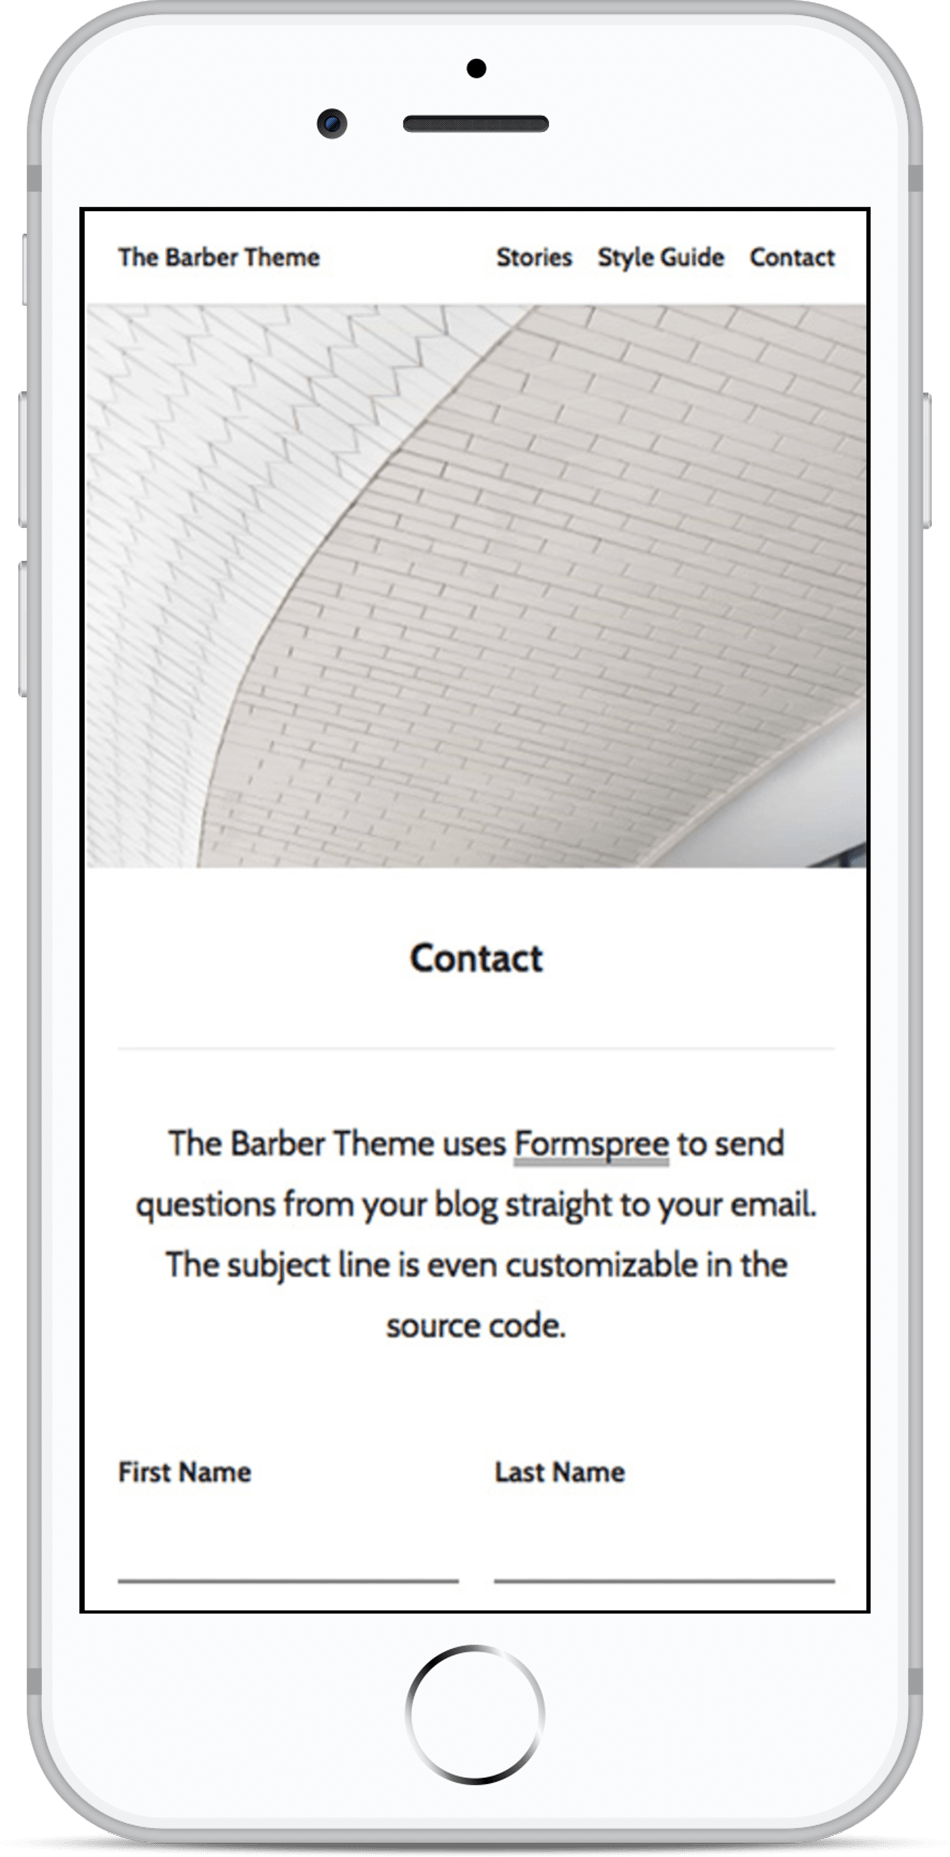 The Barber Theme Stories Style Guide Contact
Contact
The Barber Theme uses Formspree to send
questions from your blog straight to your email.
The subject line is even customizable in the
source code.
First Name Last Name